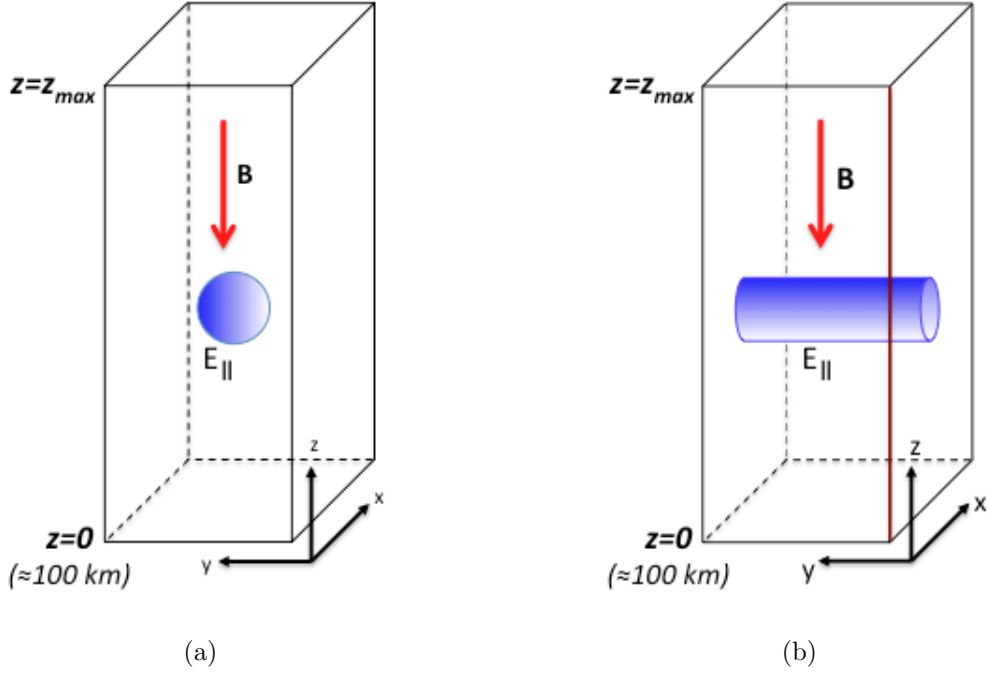 z=z_max
B
E_||
z
x
y
z=0
(≈100 km)
(a)
z=z_max
B
E_||
z
x
y
z=0
(≈100 km)
(b)